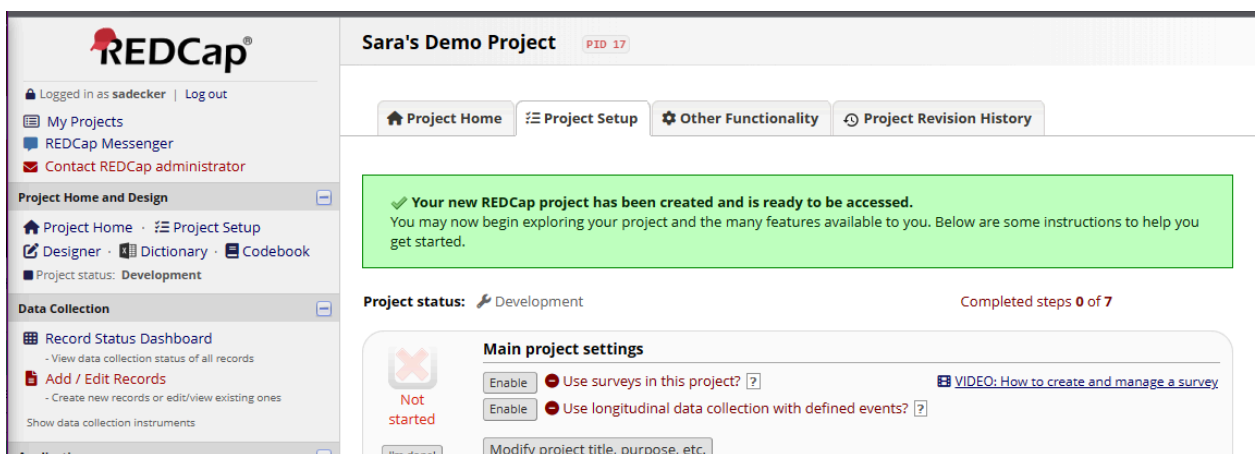 REDCap®
Logged in as sadecker | Log out
My Projects
REDCap Messenger
Contact REDCap administrator
Project Home and Design
Project Home · Project Setup
Designer · Dictionary · Codebook
Project status: Development
Data Collection
Record Status Dashboard
- View data collection status of all records
Add / Edit Records
- Create new records or edit/view existing ones
Show data collection instruments
Sara's Demo Project PID 17
Project Home Project Setup Other Functionality Project Revision History
Your new REDCap project has been created and is ready to be accessed.
You may now begin exploring your project and the many features available to you. Below are some instructions to help you
get started.
Project status: Development Completed steps 0 of 7
Main project settings
Not
started
Enable Use surveys in this project? ? VIDEO: How to create and manage a survey
Enable Use longitudinal data collection with defined events? ?
Modify project title, purpose, etc.